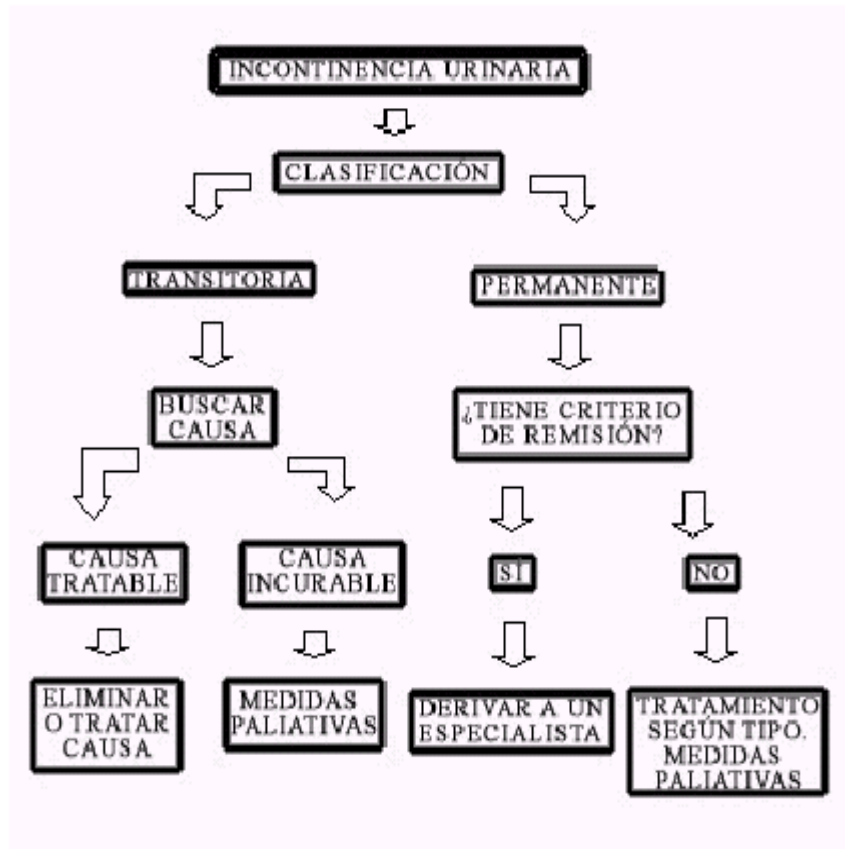 INCONTINENCIA URINARIA
CLASIFICACIÓN
TRANSITORIA
PERMANENTE
BUSCAR
CAUSA
¿TIENE CRITERIO
DE REMISIÓN?
CAUSA
TRATABLE
CAUSA
INCURABLE
SÍ
NO
ELIMINAR
O TRATAR
CAUSA
MEDIDAS
PALIATIVAS
DERIVAR A UN
ESPECIALISTA
TRATAMIENTO
SEGÚN TIPO.
MEDIDAS
PALIATIVAS